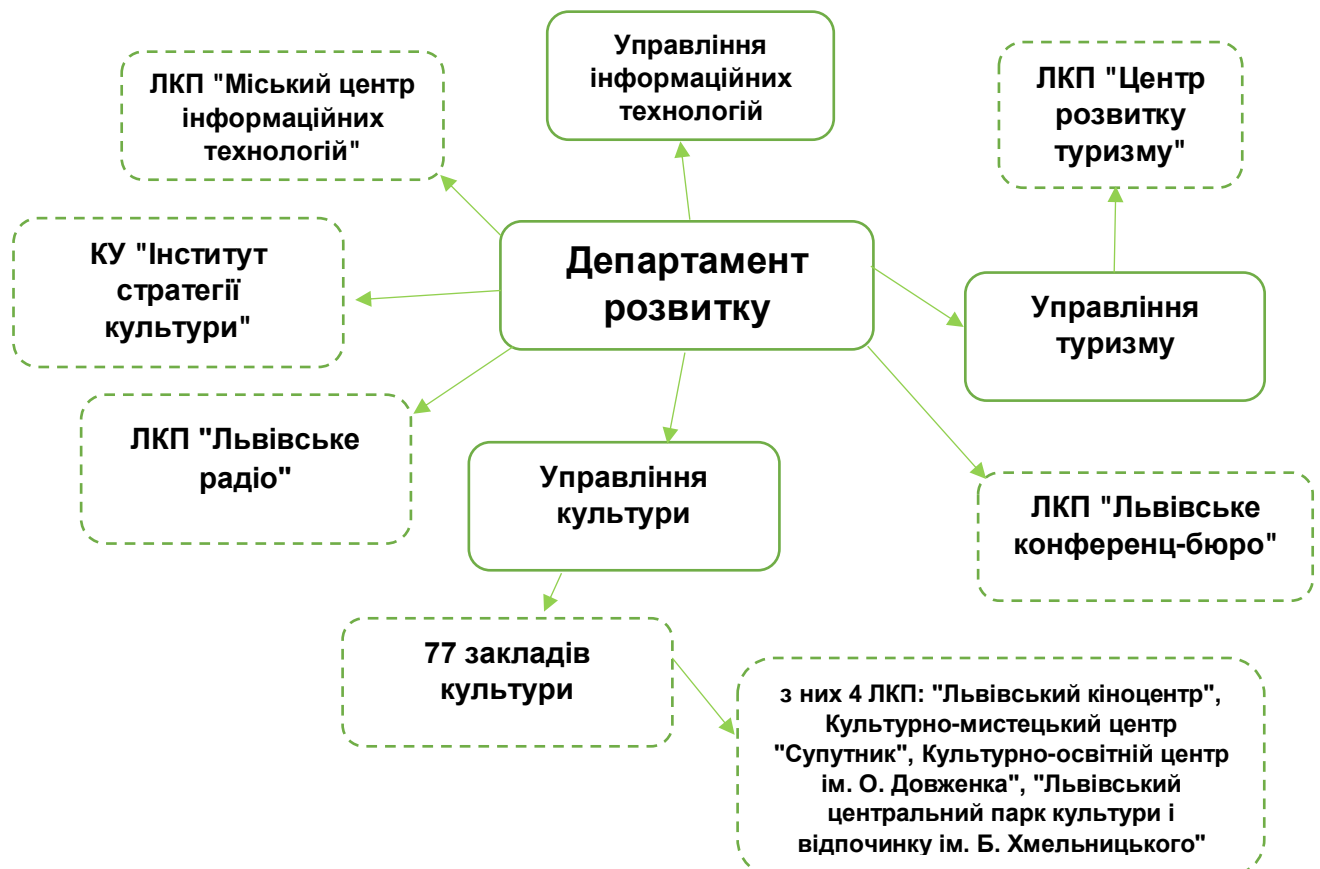 Управління
інформаційних
технологій
ЛКП "Міський центр
інформаційних
технологій"
ЛКП "Центр
розвитку
туризму"
КУ "Інститут
стратегії
культури"
Департамент
розвитку
Управління
туризму
ЛКП "Львівське
радіо"
Управління
культури
ЛКП "Львівське
конференц-бюро"
77 закладів
культури
з них 4 ЛКП: "Львівський кіноцентр",
Культурно-мистецький центр
"Супутник", Культурно-освітній центр
ім. О. Довженка", "Львівський
центральний парк культури і
відпочинку ім. Б. Хмельницького"